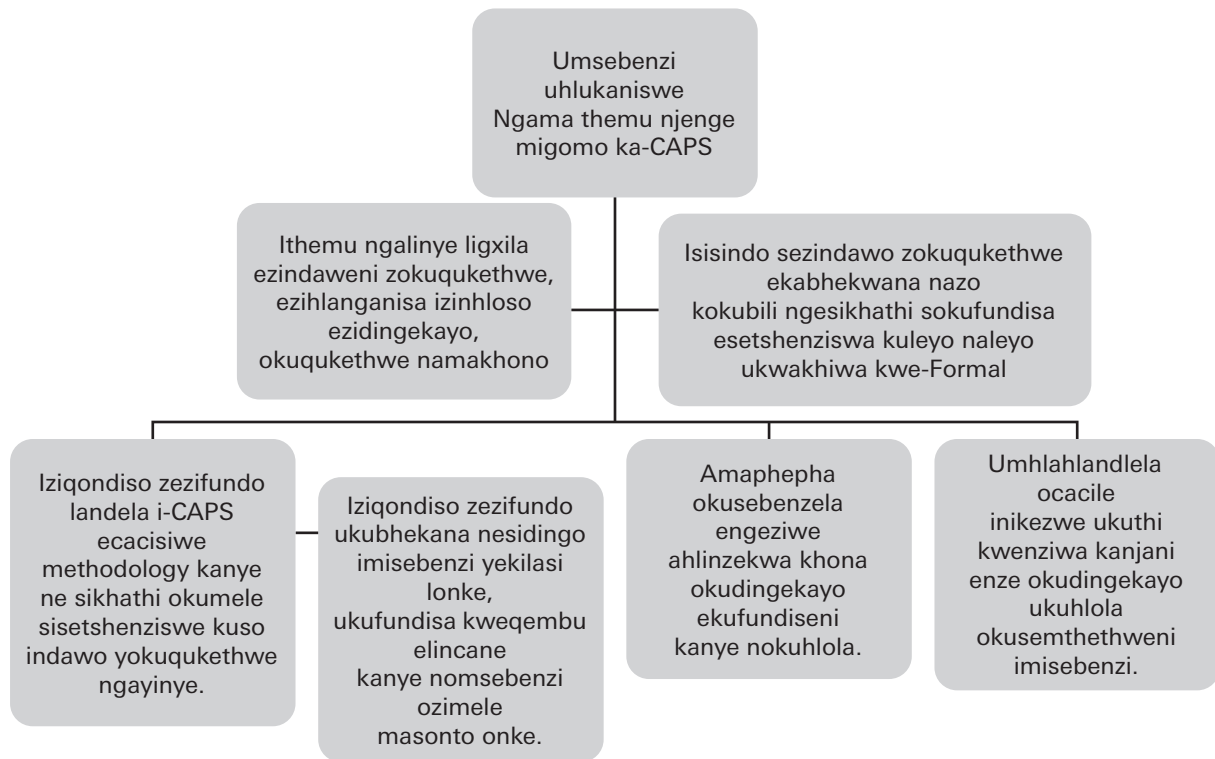 Umsebenzi
uhlukaniswe
Ngama themu njenge
migomo ka-CAPS
Ithemu ngalinye ligxila
ezindaweni zokuqukethwe,
ezihlanganisa izinhloso
ezidingekayo,
okuqukethwe namakhono
Isisindo sezindawo zokuqukethwe
ekabhekwana nazo
kokubili ngesikhathi sokufundisa
esetshenziswa kuleyo naleyo
ukwakhiwa kwe-Formal
Iziqondiso zezifundo
landela i-CAPS
ecacisiwe
methodology kanye
ne sikhathi okumele
sisetshenziswe kuso
indawo yokuqukethwe
ngayinye.
Iziqondiso zezifundo
ukubhekana nesidingo
imisebenzi yekilasi
lonke,
ukufundisa kweqembu
elincane
kanye nomsebenzi
ozimele
masonto onke.
Amaphepha
okusebenzela
engeziwe
ahlinzekwa khona
okudingekayo
ekufundiseni
kanye nokuhlola.
Umhlahlandlela
ocacile
inikezwe ukuthi
kwenziwa kanjani
enze okudingekayo
ukuhlola
okusemthethweni
imisebenzi.